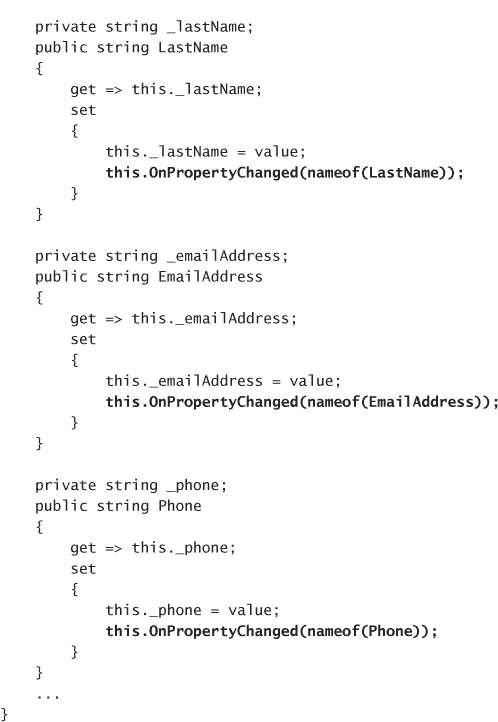 private string _lastName;
    public string LastName
    {
        get => this._lastName;
        set
        {
            this._lastName = value;
            this.OnPropertyChanged(nameof(LastName));
        }
    }

    private string _emailAddress;
    public string EmailAddress
    {
        get => this._emailAddress;
        set
        {
            this._emailAddress = value;
            this.OnPropertyChanged(nameof(EmailAddress));
        }
    }

    private string _phone;
    public string Phone
    {
        get => this._phone;
        set
        {
            this._phone = value;
            this.OnPropertyChanged(nameof(Phone));
        }
    }
    ...
}